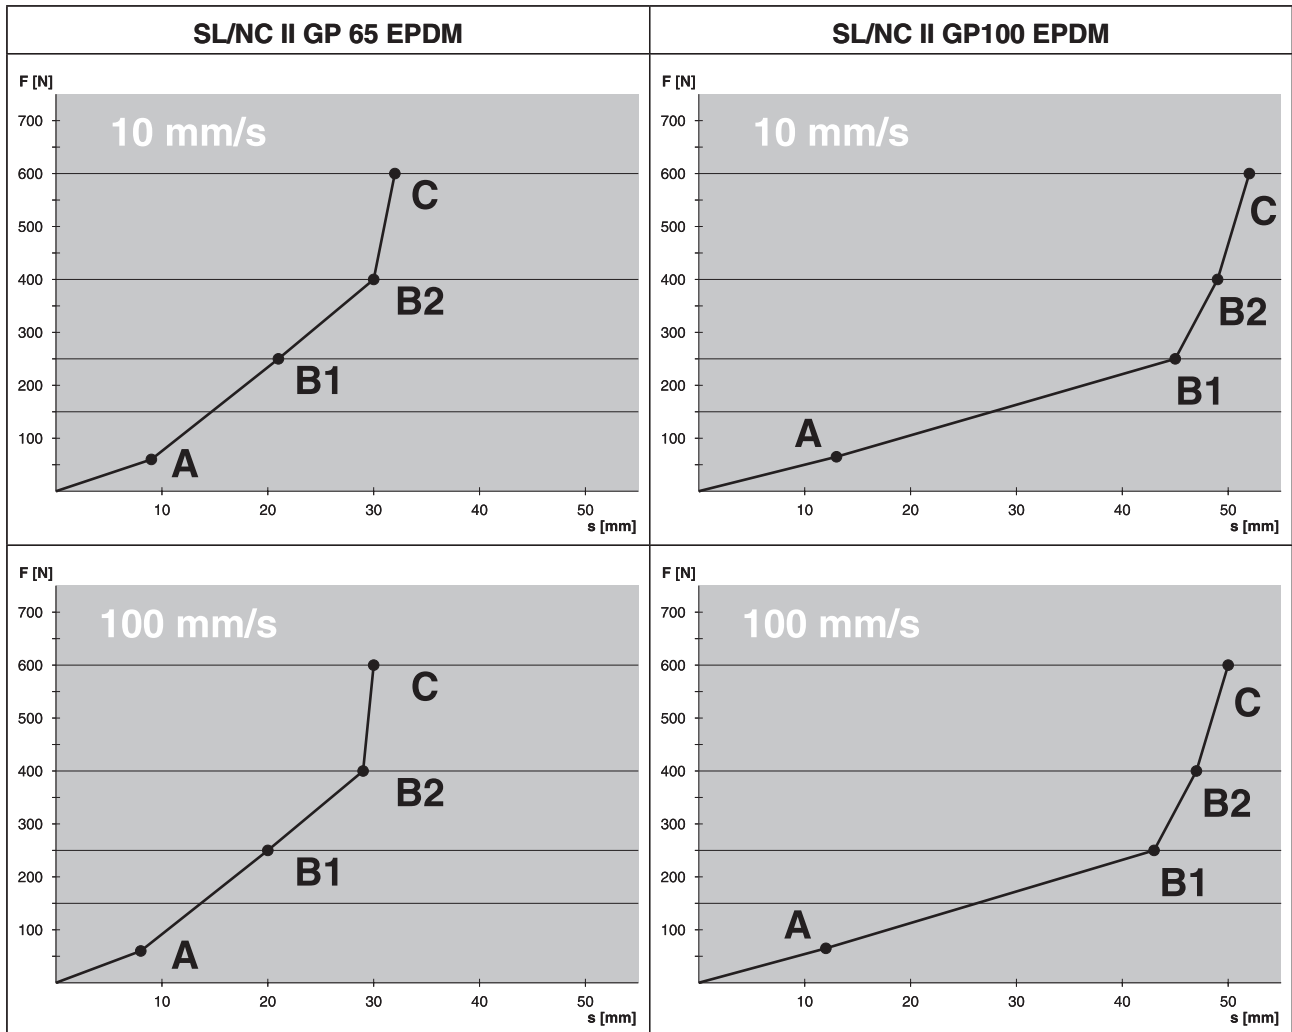 SL/NC II GP 65 EPDM
SL/NC II GP100 EPDM
F [N]
10 mm/s
700
600
500
400
300
200
100
C
B2
B1
A
10 20 30 40 50
s [mm]
F [N]
10 mm/s
700
600
500
400
300
200
100
C
B2
B1
A
10 20 30 40 50
s [mm]
F [N]
100 mm/s
700
600
500
400
300
200
100
C
B2
B1
A
10 20 30 40 50
s [mm]
F [N]
100 mm/s
700
600
500
400
300
200
100
C
B2
B1
A
10 20 30 40 50
s [mm]